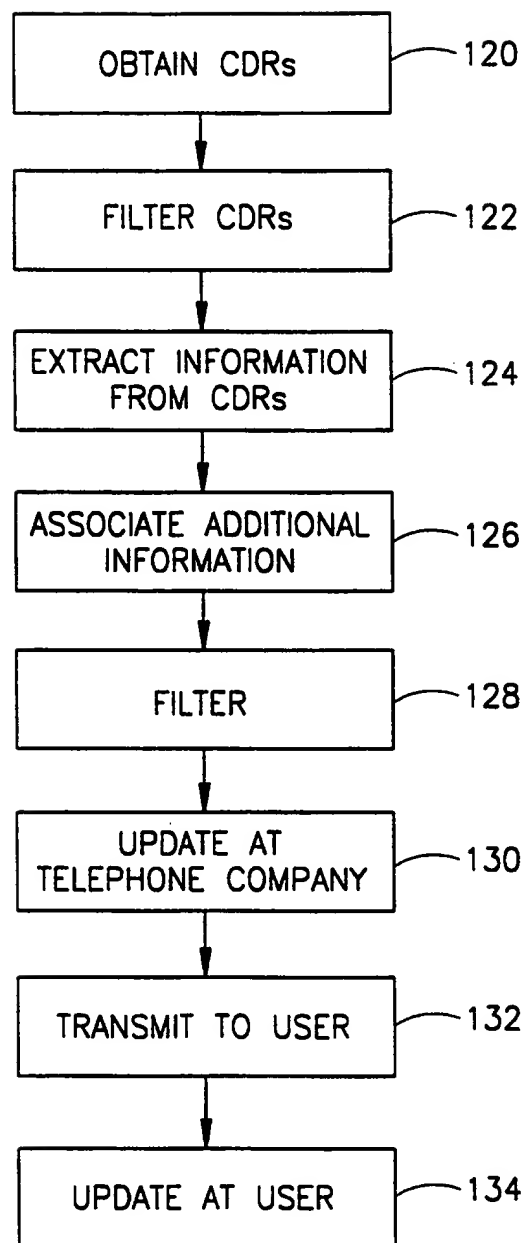 OBTAIN CDRs
120
FILTER CDRs
122
EXTRACT INFORMATION
FROM CDRs
124
ASSOCIATE ADDITIONAL
INFORMATION
126
FILTER
128
UPDATE AT
TELEPHONE COMPANY
130
TRANSMIT TO USER
132
UPDATE AT USER
134